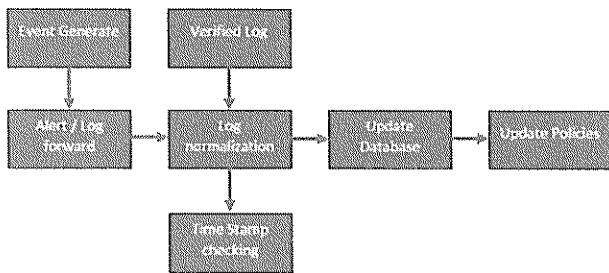 Event Generate
Verified Log
Alert / Log
forward
Log
normalization
Update
Database
Update Policies
Time Stamp
checking